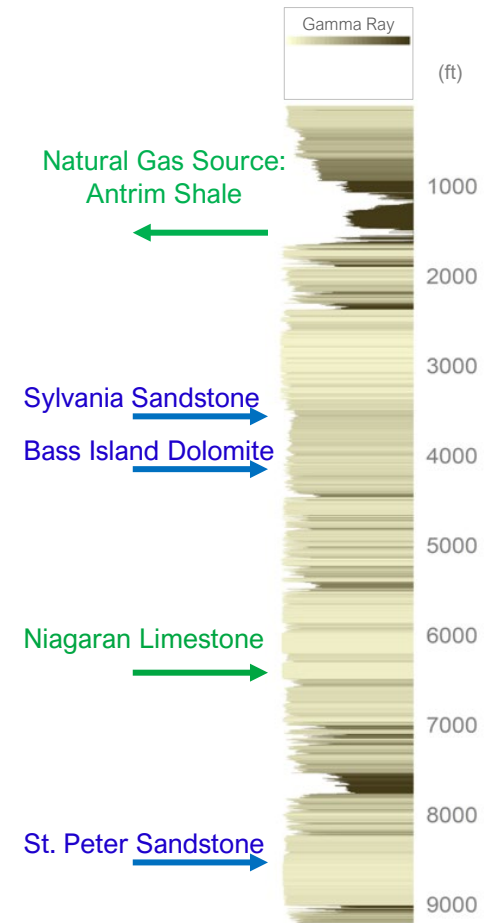 Gamma Ray
(ft)
Natural Gas Source:
Antrim Shale
1000
2000
3000
Sylvania Sandstone
Bass Island Dolomite
4000
5000
Niagaran Limestone
6000
7000
8000
St. Peter Sandstone
9000